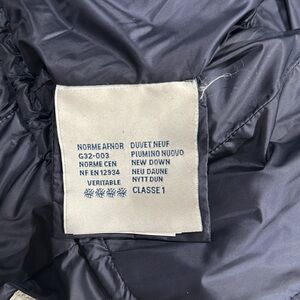 NORME AFNOR
G32-003
NORME CEN
NF EN 12934
VERITABLE
DUVET NEUF
PIUMINO NUOVO
NEW DOWN
NEU DAUNE
NYTT DUN
CLASSE 1